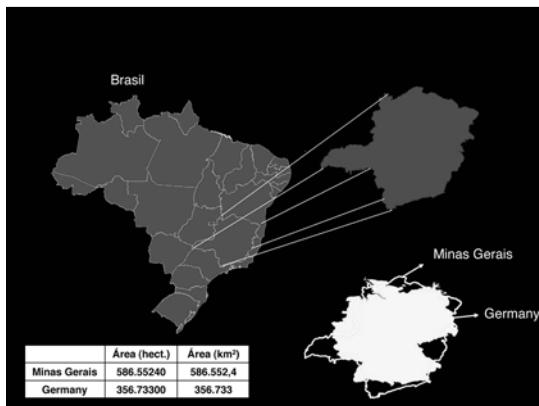 Brasil
Minas Gerais
Germany
Área (hect.) Área (km²)
Minas Gerais 586.55240 586.552,4
Germany 356.73300 356.733